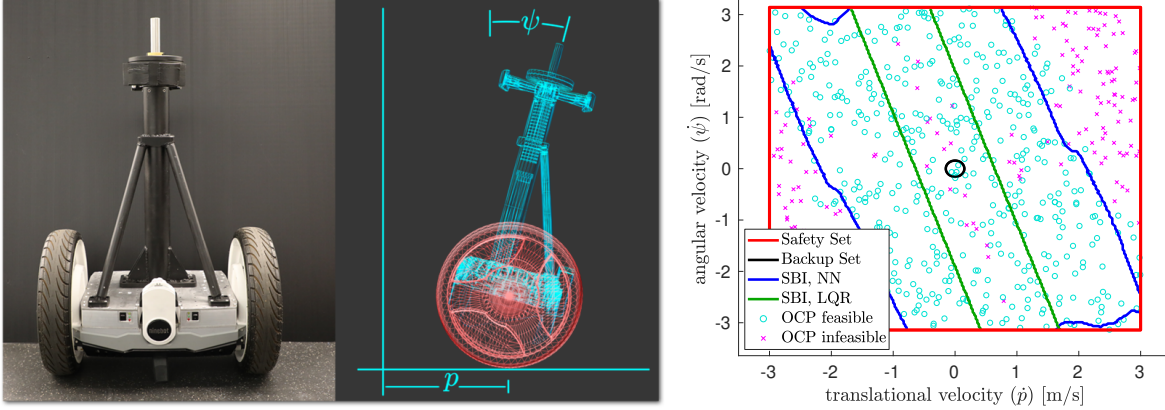 ψ
p
segway
3
2
1
0
-1
-2
-3
angular velocity (ψ̇) [rad/s]
Safety Set
Backup Set
SBI, NN
SBI, LQR
OCP feasible
OCP infeasible
-3 -2 -1 0 1 2 3
translational velocity (ṗ) [m/s]